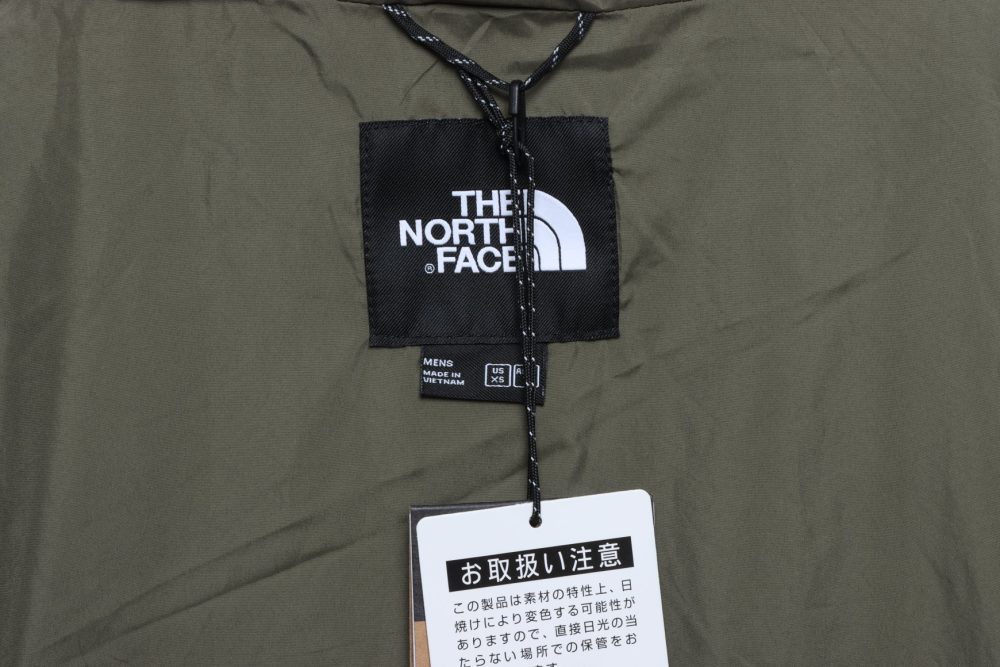 THE
NORTH
® FACE
MENS
MADE IN
VIETNAM
US
XS
お取扱い注意
この製品は素材の特性上、日
焼けにより変色する可能性が
ありますので、直接日光の当
たらない場所での保管をお